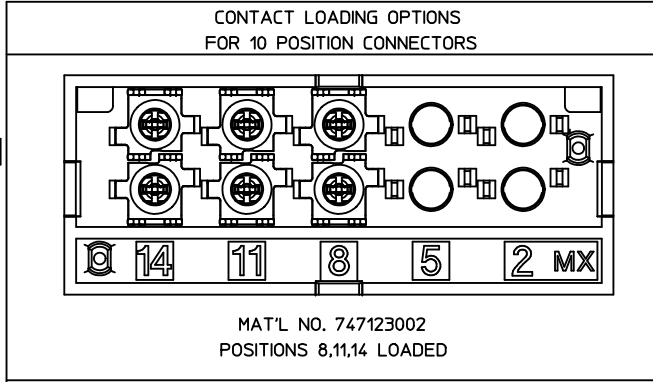 CONTACT LOADING OPTIONS
FOR 10 POSITION CONNECTORS
14 11 8 5 2 MX
MAT'L NO. 747123002
POSITIONS 8,11,14 LOADED